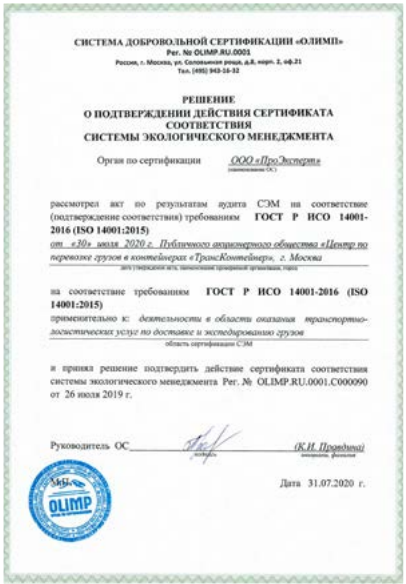 СИСТЕМА ДОБРОВОЛЬНОЙ СЕРТИФИКАЦИИ «ОЛИМП»
Рег. № OLIMP.RU.0001
Россия, г. Москва, ул. Соловьиная роща, д.8, корп. 2, оф.21
Тел. (495) 943-16-32
РЕШЕНИЕ
О ПОДТВЕРЖДЕНИИ ДЕЙСТВИЯ СЕРТИФИКАТА
СООТВЕТСТВИЯ
СИСТЕМЫ ЭКОЛОГИЧЕСКОГО МЕНЕДЖМЕНТА
Орган по сертификации ООО «ПроЭксперт»
(наименование ОС)
рассмотрел акт по результатам аудита СЭМ на соответствие
(подтверждение соответствия) требованиям ГОСТ Р ИСО 14001-
2016 (ISO 14001:2015)
от «30» июля 2020 г. Публичного акционерного общества «Центр по
перевозке грузов в контейнерах «ТрансКонтейнер», г. Москва
дата утверждения акта, наименование проверяемой организации, город
на соответствие требованиям ГОСТ Р ИСО 14001-2016 (ISO
14001:2015)
применительно к: деятельности в области оказания транспортно-
логистических услуг по доставке и экспедированию грузов
область сертификации СЭМ
и принял решение подтвердить действие сертификата соответствия
системы экологического менеджмента Рег. № OLIMP.RU.0001.С000090
от 26 июля 2019 г.
Руководитель ОС (К.И. Правдина)
подпись инициалы, фамилия
М.П. Дата 31.07.2020 г.
OLIMP